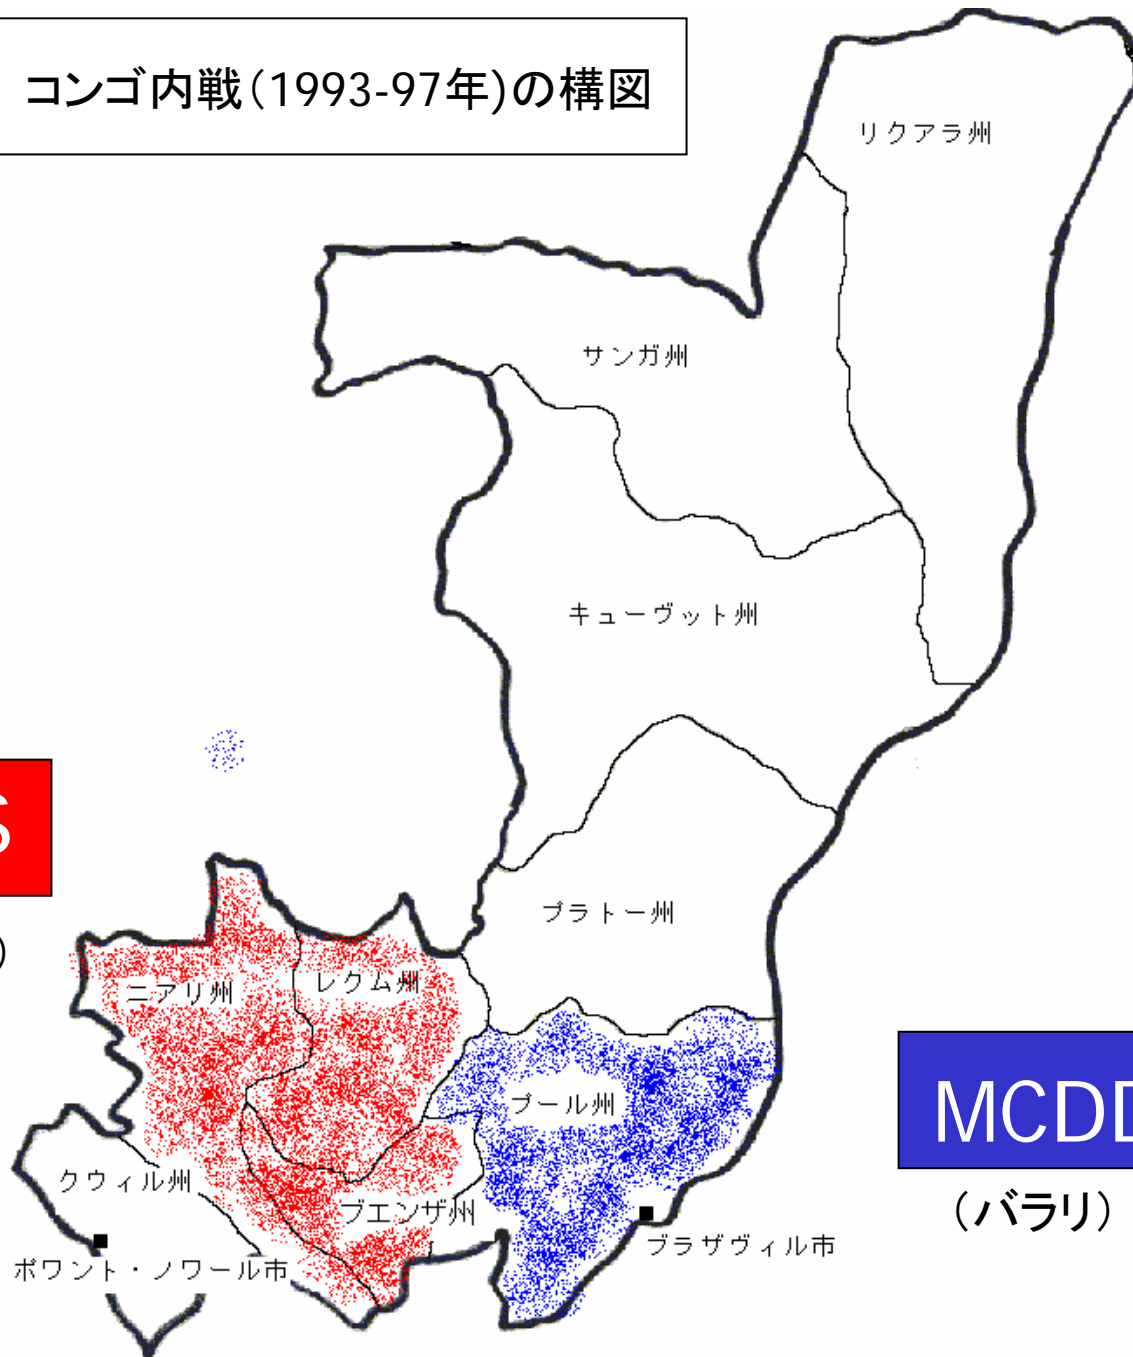 コンゴ内戦(1993-97年)の構図
リクアラ州
サンガ州
キューヴット州
S
プラトー州
)
ニアリ州
レクム州
MCDD
プール州
クウィル州
ブエンザ州
(バラリ)
ブラザヴィル市
ポワント・ノワール市